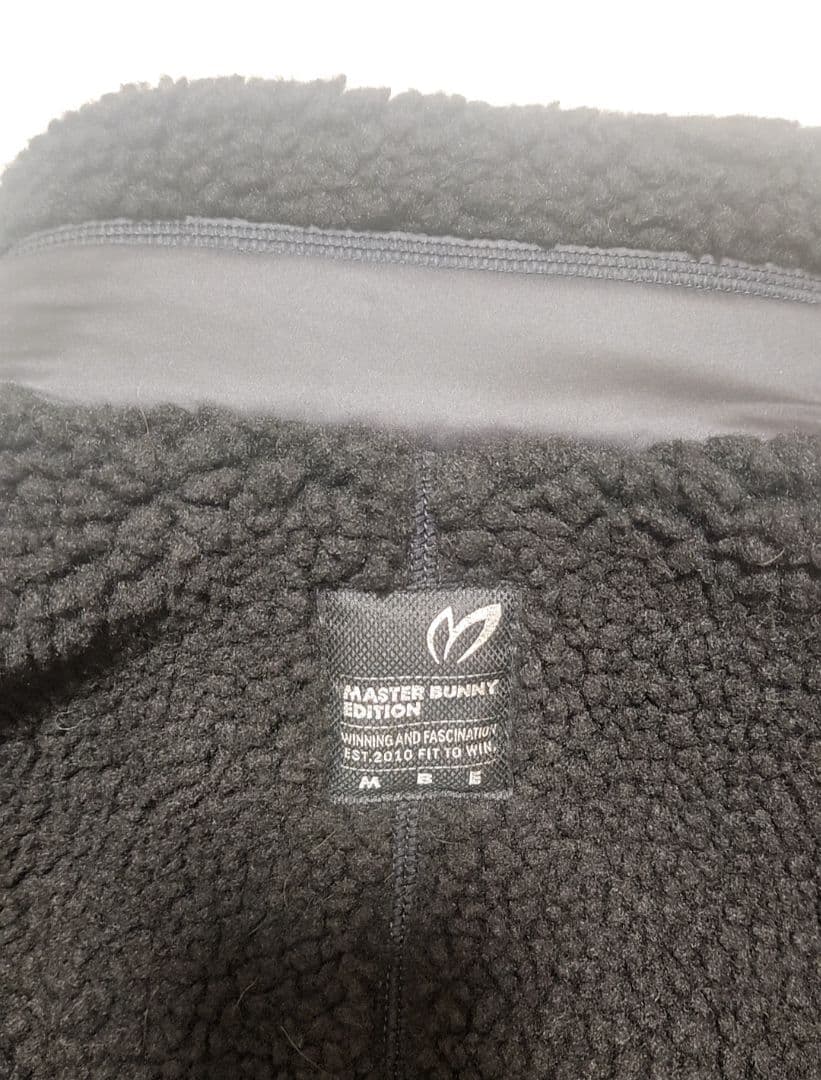 MASTER BUNNY
EDITION
WINNING AND FASCINATION
EST.2010 FIT TO WIN.
M B E